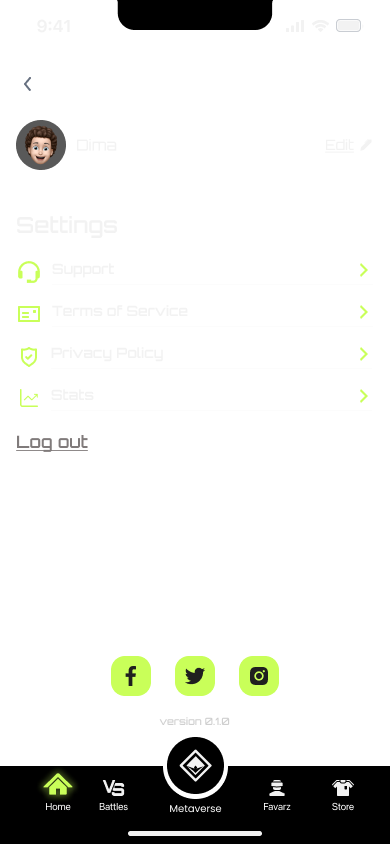 9:41
Dima
Edit
Settings
Support
Terms of Service
Privacy Policy
Stats
Log out
version 0.1.0
VS
Home
Battles
Metaverse
Favarz
Store